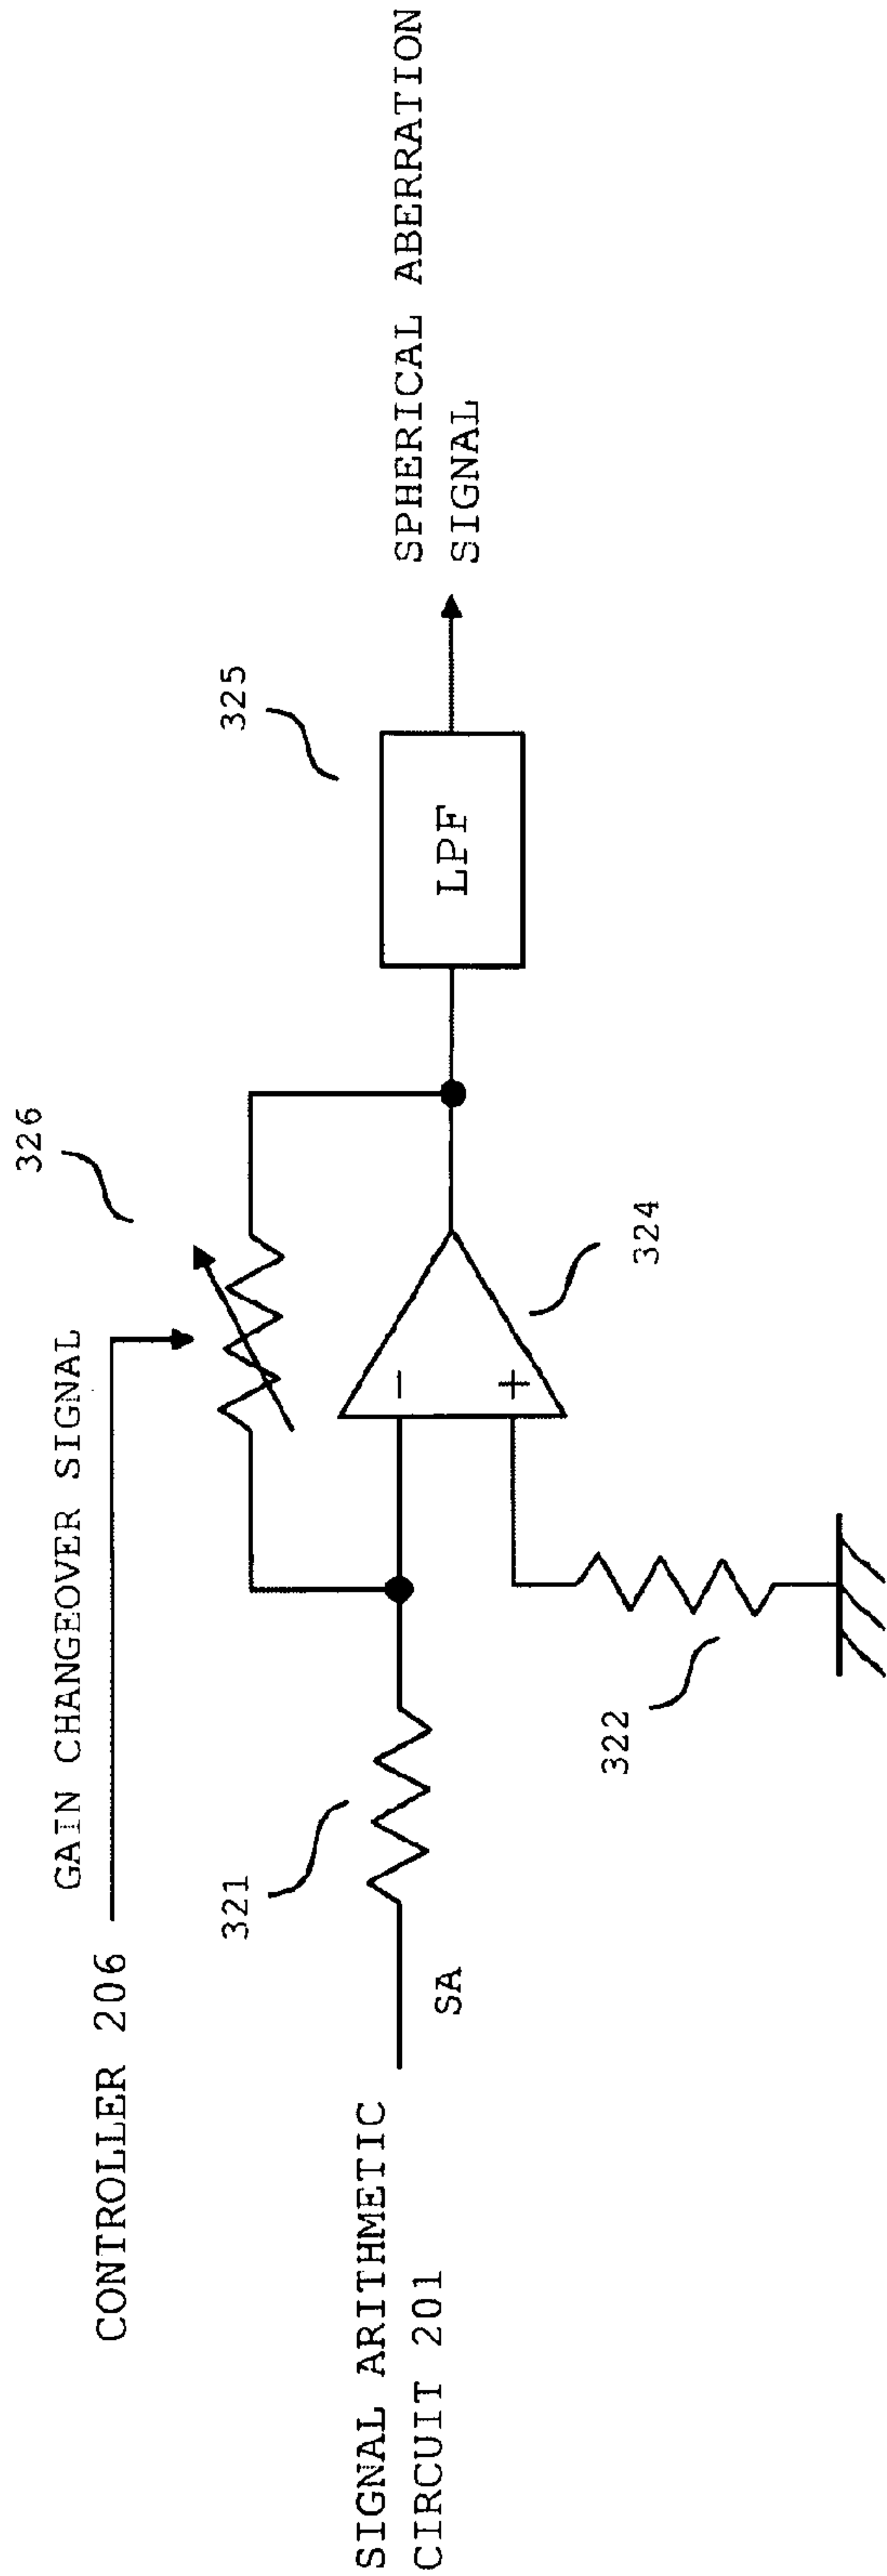 CONTROLLER 206
GAIN CHANGEOVER SIGNAL
326
SIGNAL ARITHMETIC
CIRCUIT 201
SA
321
322
−
+
324
LPF
325
SPHERICAL ABERRATION
SIGNAL